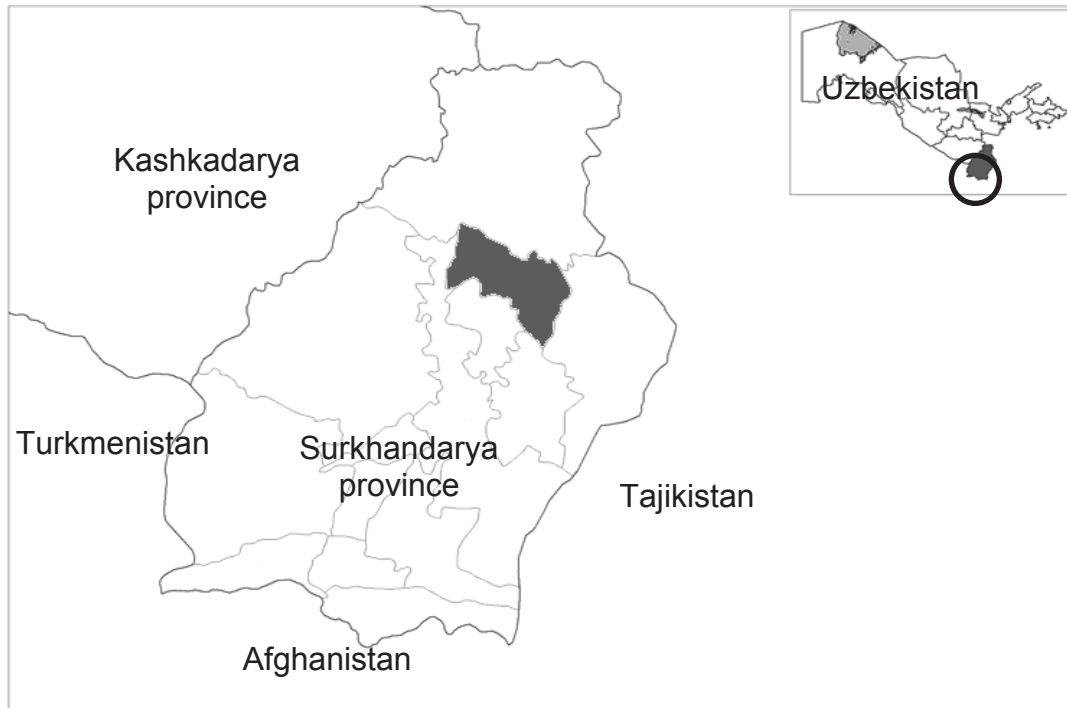 Uzbekistan
Kashkadarya
province
Turkmenistan
Surkhandarya
province
Tajikistan
Afghanistan